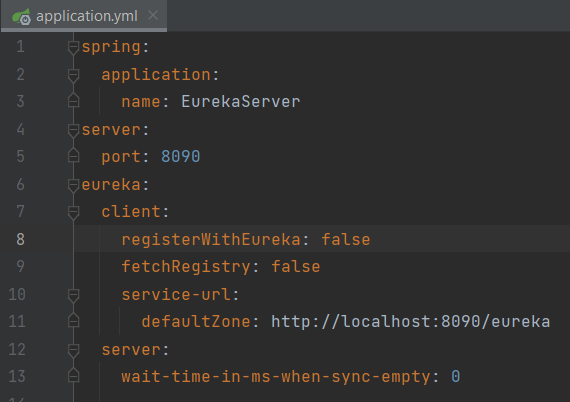 application.yml
1 spring:
2   application:
3     name: EurekaServer
4 server:
5   port: 8090
6 eureka:
7   client:
8     registerWithEureka: false
9     fetchRegistry: false
10     service-url:
11       defaultZone: http://localhost:8090/eureka
12   server:
13     wait-time-in-ms-when-sync-empty: 0